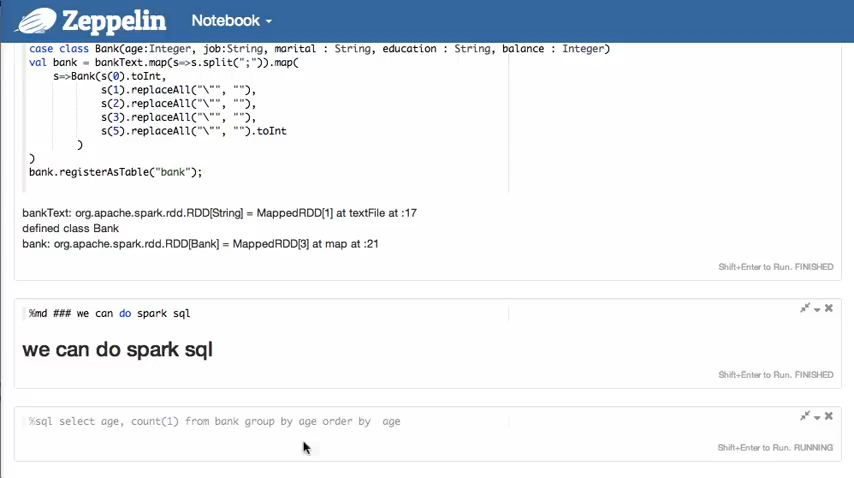 Zeppelin Notebook
case class Bank(age:Integer, job:String, marital : String, education : String, balance : Integer)
val bank = bankText.map(s=>s.split(";")).map(
s=>Bank(s(0).toInt,
s(1).replaceAll("\"", ""),
s(2).replaceAll("\"", ""),
s(3).replaceAll("\"", ""),
s(5).replaceAll("\"", "").toInt
)
)
bank.registerAsTable("bank");
bankText: org.apache.spark.rdd.RDD[String] = MappedRDD[1] at textFile at :17
defined class Bank
bank: org.apache.spark.rdd.RDD[Bank] = MappedRDD[3] at map at :21
Shift+Enter to Run. FINISHED
%md ### we can do spark sql
we can do spark sql
Shift+Enter to Run. FINISHED
%sql select age, count(1) from bank group by age order by  age
Shift+Enter to Run. RUNNING